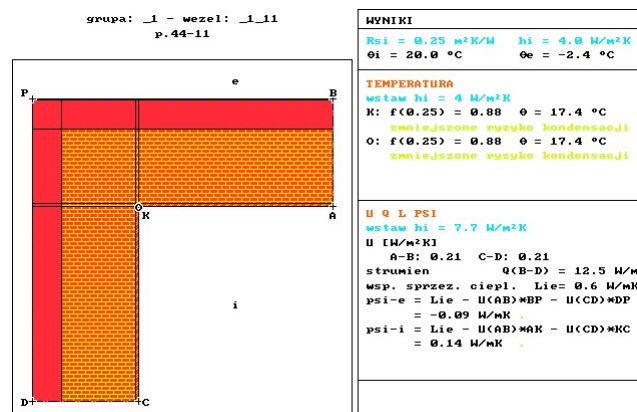 grupa: _1 - wezel: _1_11
p.44-11
e
P
B
K
A
i
D
C
WYNIKI
Rsi = 0.25 m²K/W hi = 4.0 W/m²K
θi = 20.0 ºC θe = -2.4 ºC
TEMPERATURA
wstaw hi = 4 W/m²K
K: f(0.25) = 0.88 θ = 17.4 ºC
zmniejszone ryzyko kondensacji
O: f(0.25) = 0.88 θ = 17.4 ºC
zmniejszone ryzyko kondensacji
U Q L PSI
wstaw hi = 7.7 W/m²K
U [W/m²K]
A-B: 0.21 C-D: 0.21
strumien Q(B-D) = 12.5 W/m
wsp. sprzez. ciepl. Lie= 0.6 W/mK
psi-e = Lie - U(AB)*BP - U(CD)*DP
= -0.09 W/mK .
psi-i = Lie - U(AB)*AK - U(CD)*KC
= 0.14 W/mK .